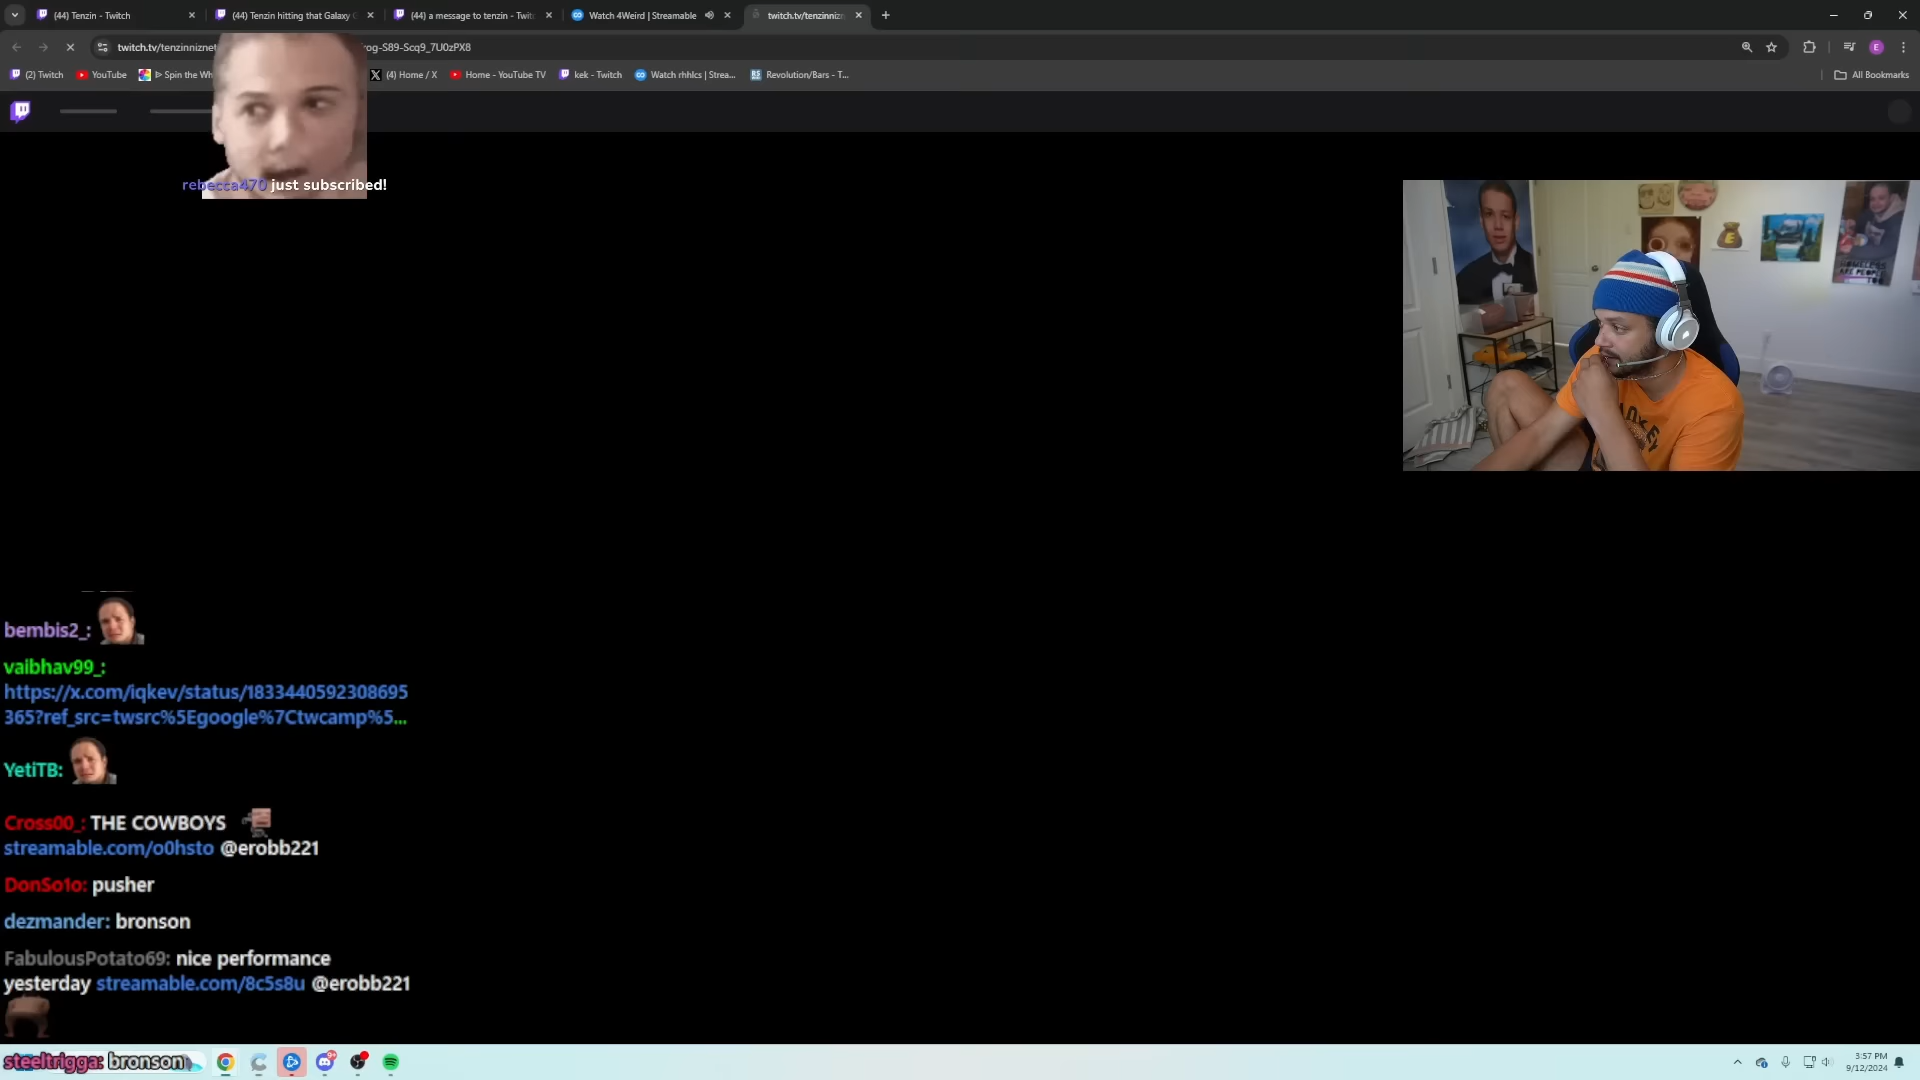 (44) Tenzin - Twitch
(44) Tenzin hitting that Galaxy
(44) a message to tenzin - Twitc
Watch 4Weird | Streamable
twitch.tv/tenzinnizn
twitch.tv/tenzinniznet
rog-S89-Scq9_7U0zPX8
E
(2) Twitch
YouTube
Spin the Wh
(4) Home / X
Home - YouTube TV
kek - Twitch
Watch rhhlcs | Strea...
Revolution/Bars - T...
All Bookmarks
rebecca470 just subscribed!
bembis2_:
vaibhav99_:
https://x.com/iqkev/status/1833440592308695
365?ref_src=twsrc%5Egoogle%7Ctwcamp%5...
YetiTB:
Cross00_: THE COWBOYS
streamable.com/o0hsto @erobb221
DonSo1o: pusher
dezmander: bronson
FabulousPotato69: nice performance
yesterday streamable.com/8c5s8u @erobb221
steeltrigga: bronson
3:57 PM
9/12/2024